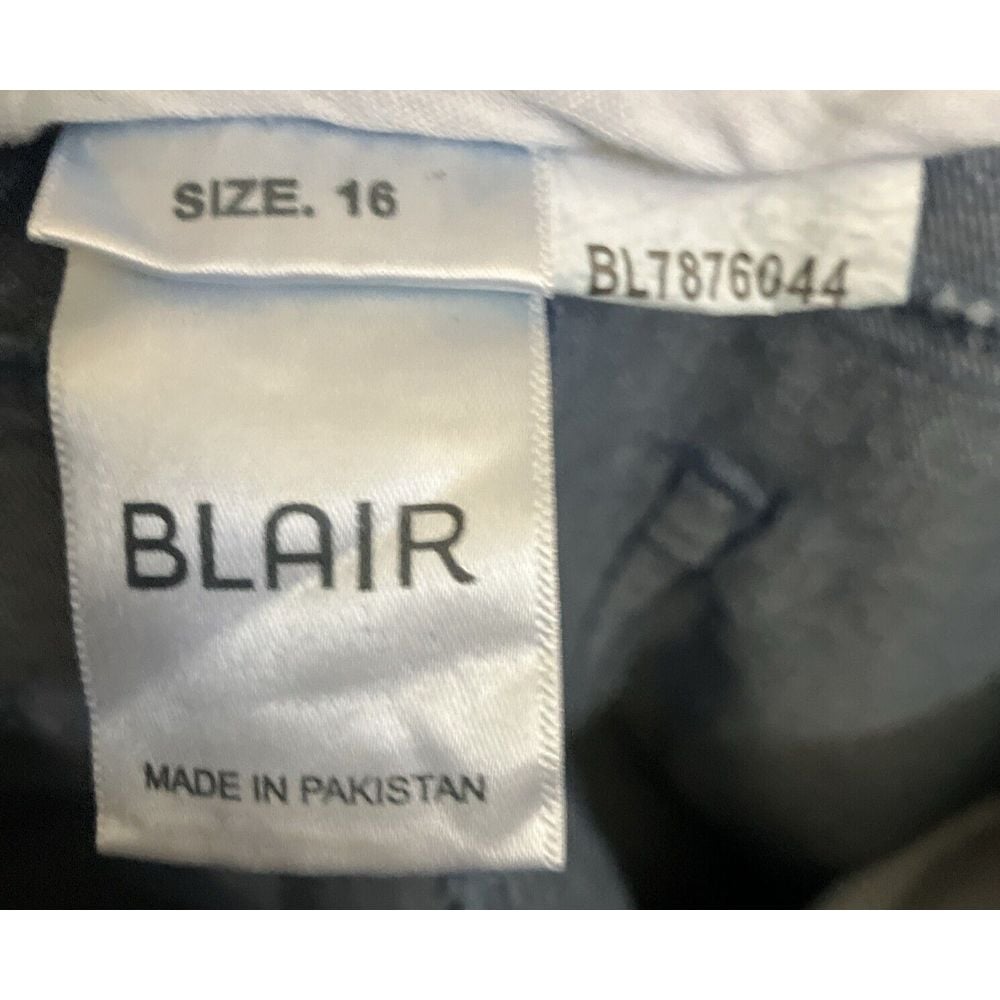 SIZE. 16
BL7876044
BLAIR
MADE IN PAKISTAN